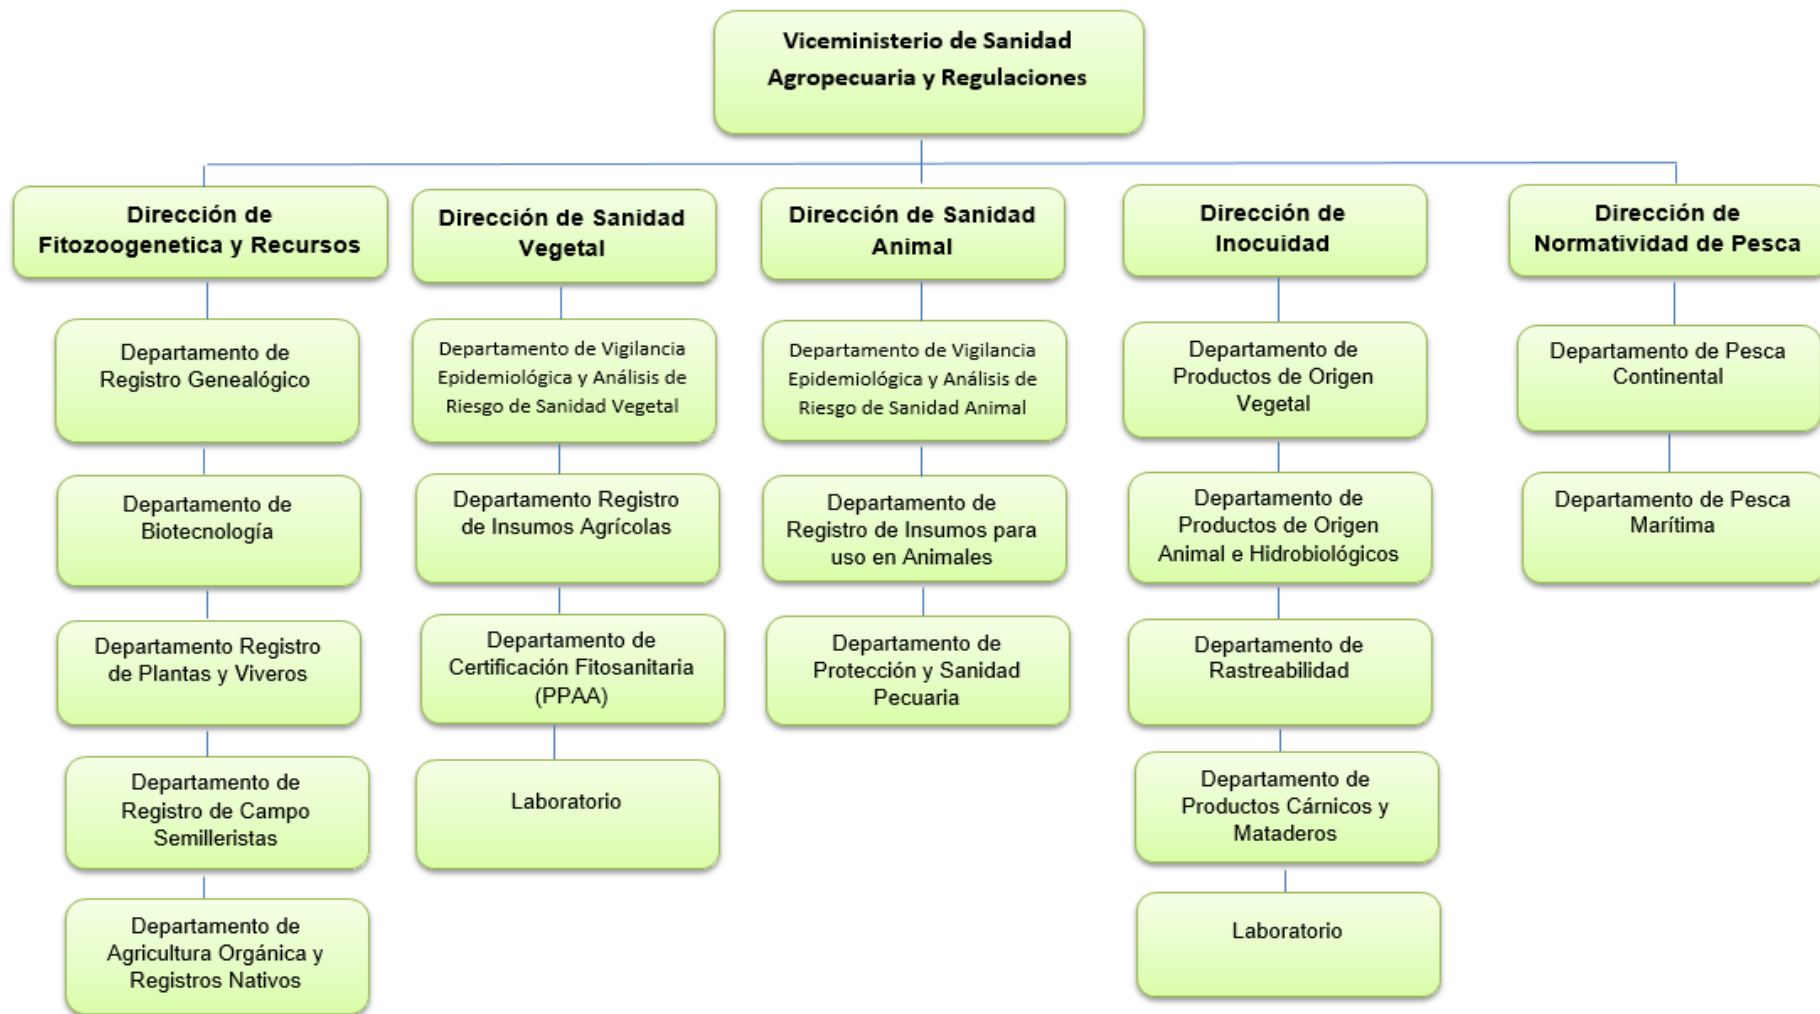 Viceministerio de Sanidad
Agropecuaria y Regulaciones
Dirección de
Fitozoogenetica y Recursos
Departamento de
Registro Genealógico
Departamento de
Biotecnología
Departamento Registro
de Plantas y Viveros
Departamento de
Registro de Campo
Semilleristas
Departamento de
Agricultura Orgánica y
Registros Nativos
Dirección de Sanidad
Vegetal
Departamento de Vigilancia
Epidemiológica y Análisis de
Riesgo de Sanidad Vegetal
Departamento Registro
de Insumos Agrícolas
Departamento de
Certificación Fitosanitaria
(PPAA)
Laboratorio
Dirección de Sanidad
Animal
Departamento de Vigilancia
Epidemiológica y Análisis de
Riesgo de Sanidad Animal
Departamento de
Registro de Insumos para
uso en Animales
Departamento de
Protección y Sanidad
Pecuaria
Dirección de
Inocuidad
Departamento de
Productos de Origen
Vegetal
Departamento de
Productos de Origen
Animal e Hidrobiológicos
Departamento de
Rastreabilidad
Departamento de
Productos Cárnicos y
Mataderos
Laboratorio
Dirección de
Normatividad de Pesca
Departamento de Pesca
Continental
Departamento de Pesca
Marítima